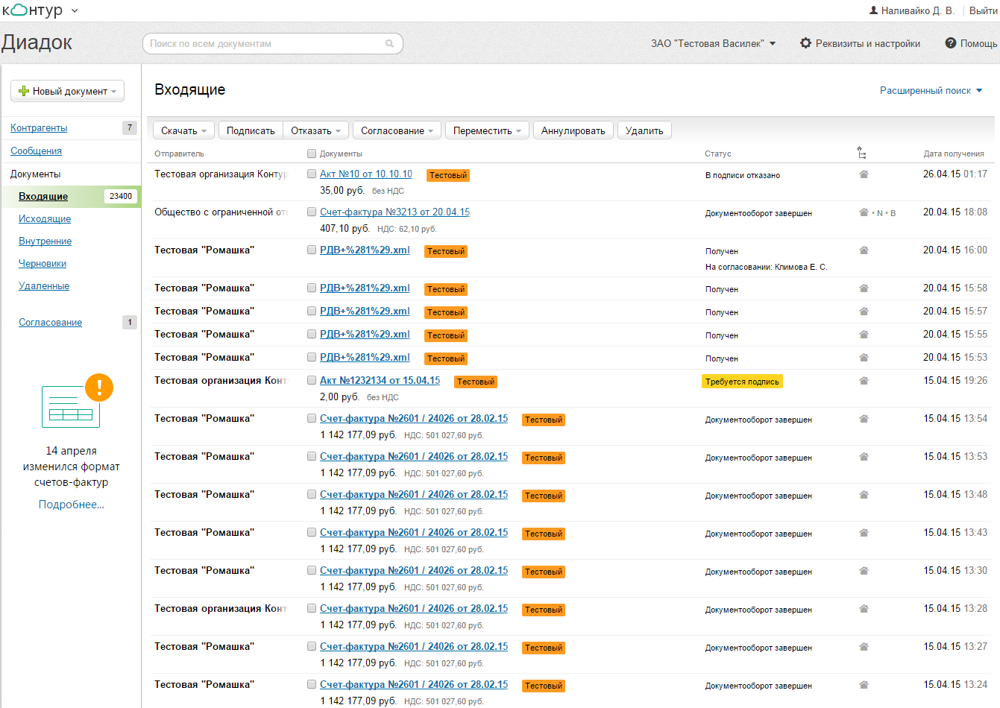 контур
Наливайко Д. В. Выйти
Диадок
Поиск по всем документам
ЗАО "Тестовая Василек" Реквизиты и настройки ? Помощь
Новый документ
Контрагенты 7
Сообщения
Документы
Входящие 23400
Исходящие
Внутренние
Черновики
Удаленные
Согласование 1
!
14 апреля
изменился формат
счетов-фактур
Подробнее...
Входящие
Расширенный поиск
Скачать Подписать Отказать Согласование Переместить Аннулировать Удалить
Отправитель Документы Статус Дата получения
Тестовая организация Контур Акт №10 от 10.10.10 Тестовый В подписи отказано 26.04.15 01:17
35,00 руб. без НДС
Общество с ограниченной Счет-фактура №3213 от 20.04.15 Документооборот завершен • N • В 20.04.15 18:08
407,10 руб. НДС: 62,10 руб.
Тестовая "Ромашка" РДВ+%281%29.xml Тестовый Получен 20.04.15 16:00
На согласовании: Климова Е. С.
Тестовая "Ромашка" РДВ+%281%29.xml Тестовый Получен 20.04.15 15:58
Тестовая "Ромашка" РДВ+%281%29.xml Тестовый Получен 20.04.15 15:57
Тестовая "Ромашка" РДВ+%281%29.xml Тестовый Получен 20.04.15 15:55
Тестовая "Ромашка" РДВ+%281%29.xml Тестовый Получен 20.04.15 15:53
Тестовая организация Конт Акт №1232134 от 15.04.15 Тестовый Требуется подпись 15.04.15 19:26
2,00 руб. без НДС
Тестовая "Ромашка" Счет-фактура №2601 / 24026 от 28.02.15 Тестовый Документооборот завершен 15.04.15 13:54
1 142 177,09 руб. НДС: 501 027,60 руб.
Тестовая "Ромашка" Счет-фактура №2601 / 24026 от 28.02.15 Тестовый Документооборот завершен 15.04.15 13:53
1 142 177,09 руб. НДС: 501 027,60 руб.
Тестовая "Ромашка" Счет-фактура №2601 / 24026 от 28.02.15 Тестовый Документооборот завершен 15.04.15 13:48
1 142 177,09 руб. НДС: 501 027,60 руб.
Тестовая "Ромашка" Счет-фактура №2601 / 24026 от 28.02.15 Тестовый Документооборот завершен 15.04.15 13:43
1 142 177,09 руб. НДС: 501 027,60 руб.
Тестовая "Ромашка" Счет-фактура №2601 / 24026 от 28.02.15 Тестовый Документооборот завершен 15.04.15 13:30
1 142 177,09 руб. НДС: 501 027,60 руб.
Тестовая организация Конт Счет-фактура №2601 / 24026 от 28.02.15 Тестовый Документооборот завершен 15.04.15 13:28
1 142 177,09 руб. НДС: 501 027,60 руб.
Тестовая "Ромашка" Счет-фактура №2601 / 24026 от 28.02.15 Тестовый Документооборот завершен 15.04.15 13:27
1 142 177,09 руб. НДС: 501 027,60 руб.
Тестовая "Ромашка" Счет-фактура №2601 / 24026 от 28.02.15 Тестовый Документооборот завершен 15.04.15 13:24
1 142 177,09 руб. НДС: 501 027,60 руб.